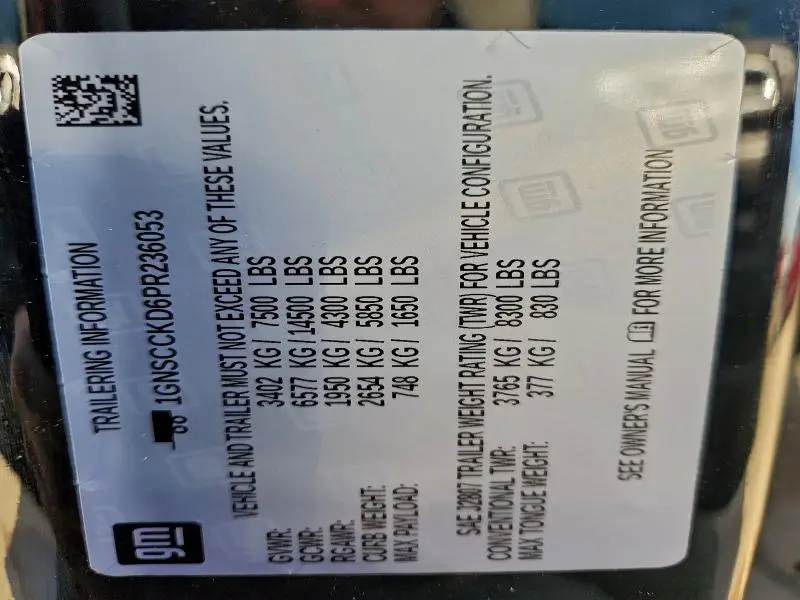 gm
TRAILERING INFORMATION
1GNSCCKD6PR236053
VEHICLE AND TRAILER MUST NOT EXCEED ANY OF THESE VALUES.
GVWR: 3402 KG / 7500 LBS
GCWR: 6577 KG / 14500 LBS
RGAWR: 1950 KG / 4300 LBS
CURB WEIGHT: 2654 KG / 5850 LBS
MAX PAYLOAD: 748 KG / 1650 LBS
SAE J2807 TRAILER WEIGHT RATING (TWR) FOR VEHICLE CONFIGURATION.
CONVENTIONAL TWR: 3765 KG / 8300 LBS
MAX TONGUE WEIGHT: 377 KG / 830 LBS
SEE OWNER'S MANUAL FOR MORE INFORMATION